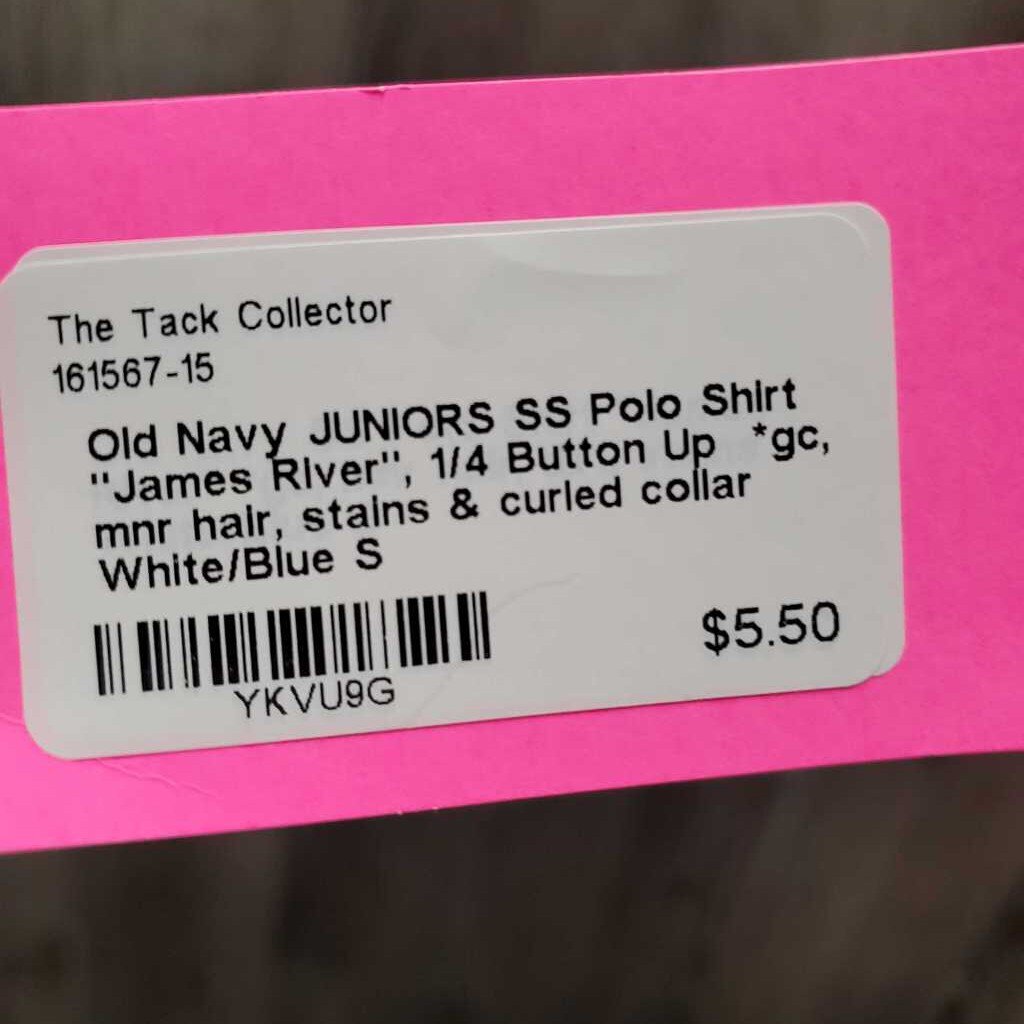 The Tack Collector
161567-15
Old Navy JUNIORS SS Polo Shirt
"James River", 1/4 Button Up *gc,
mnr hair, stains & curled collar
White/Blue S
$5.50
YKVU9G